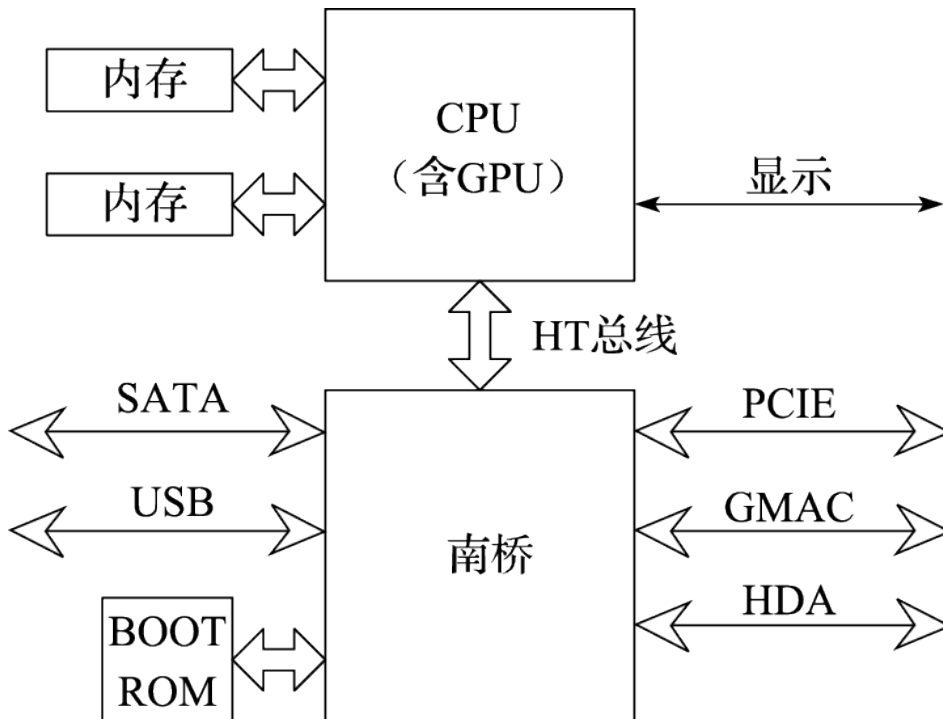 内存
CPU
（含GPU）
内存
显示
HT总线
SATA
PCIE
USB
GMAC
南桥
HDA
BOOT
ROM